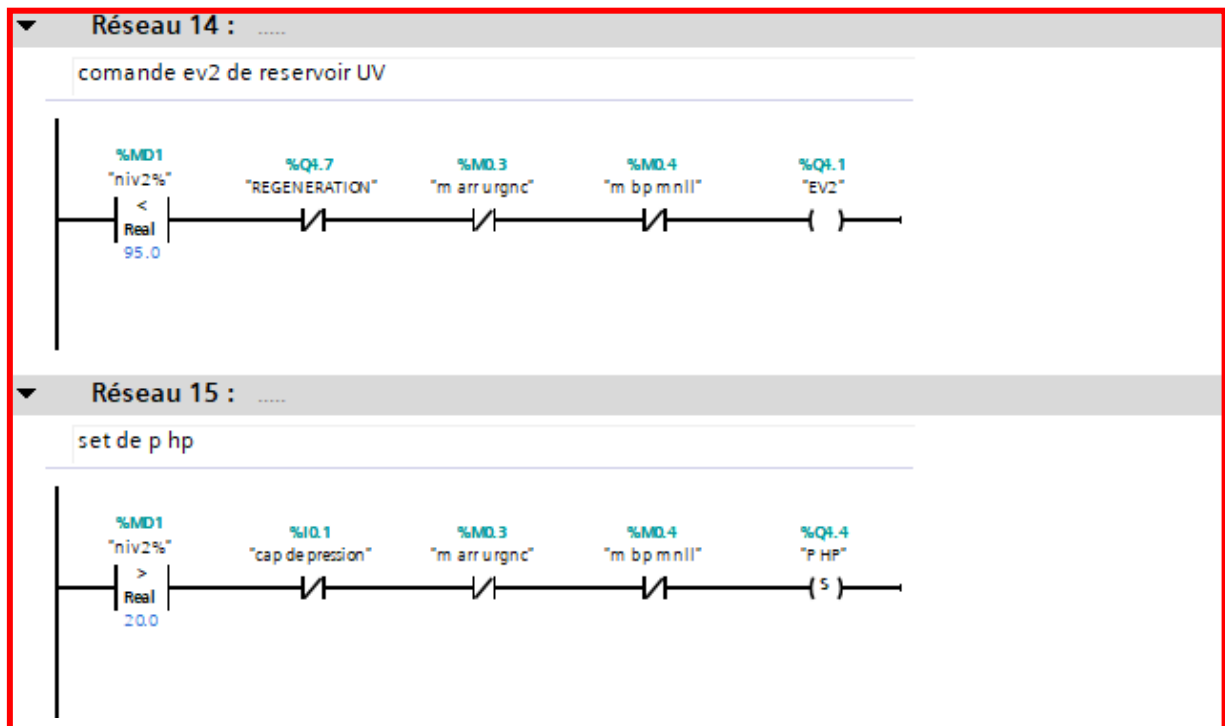 Réseau 14 : .....
comande ev2 de reservoir UV
%MD1 %Q4.7 %M0.3 %M0.4 %Q4.1
"niv2%" "REGENERATION" "m arr urgnc" "m bp mnll" "EV2"
<
Real
95.0
Réseau 15 : .....
set de p hp
%MD1 %I0.1 %M0.3 %M0.4 %Q4.4
"niv2%" "cap de pression" "m arr urgnc" "m bp mnll" "P HP"
>
Real S
20.0